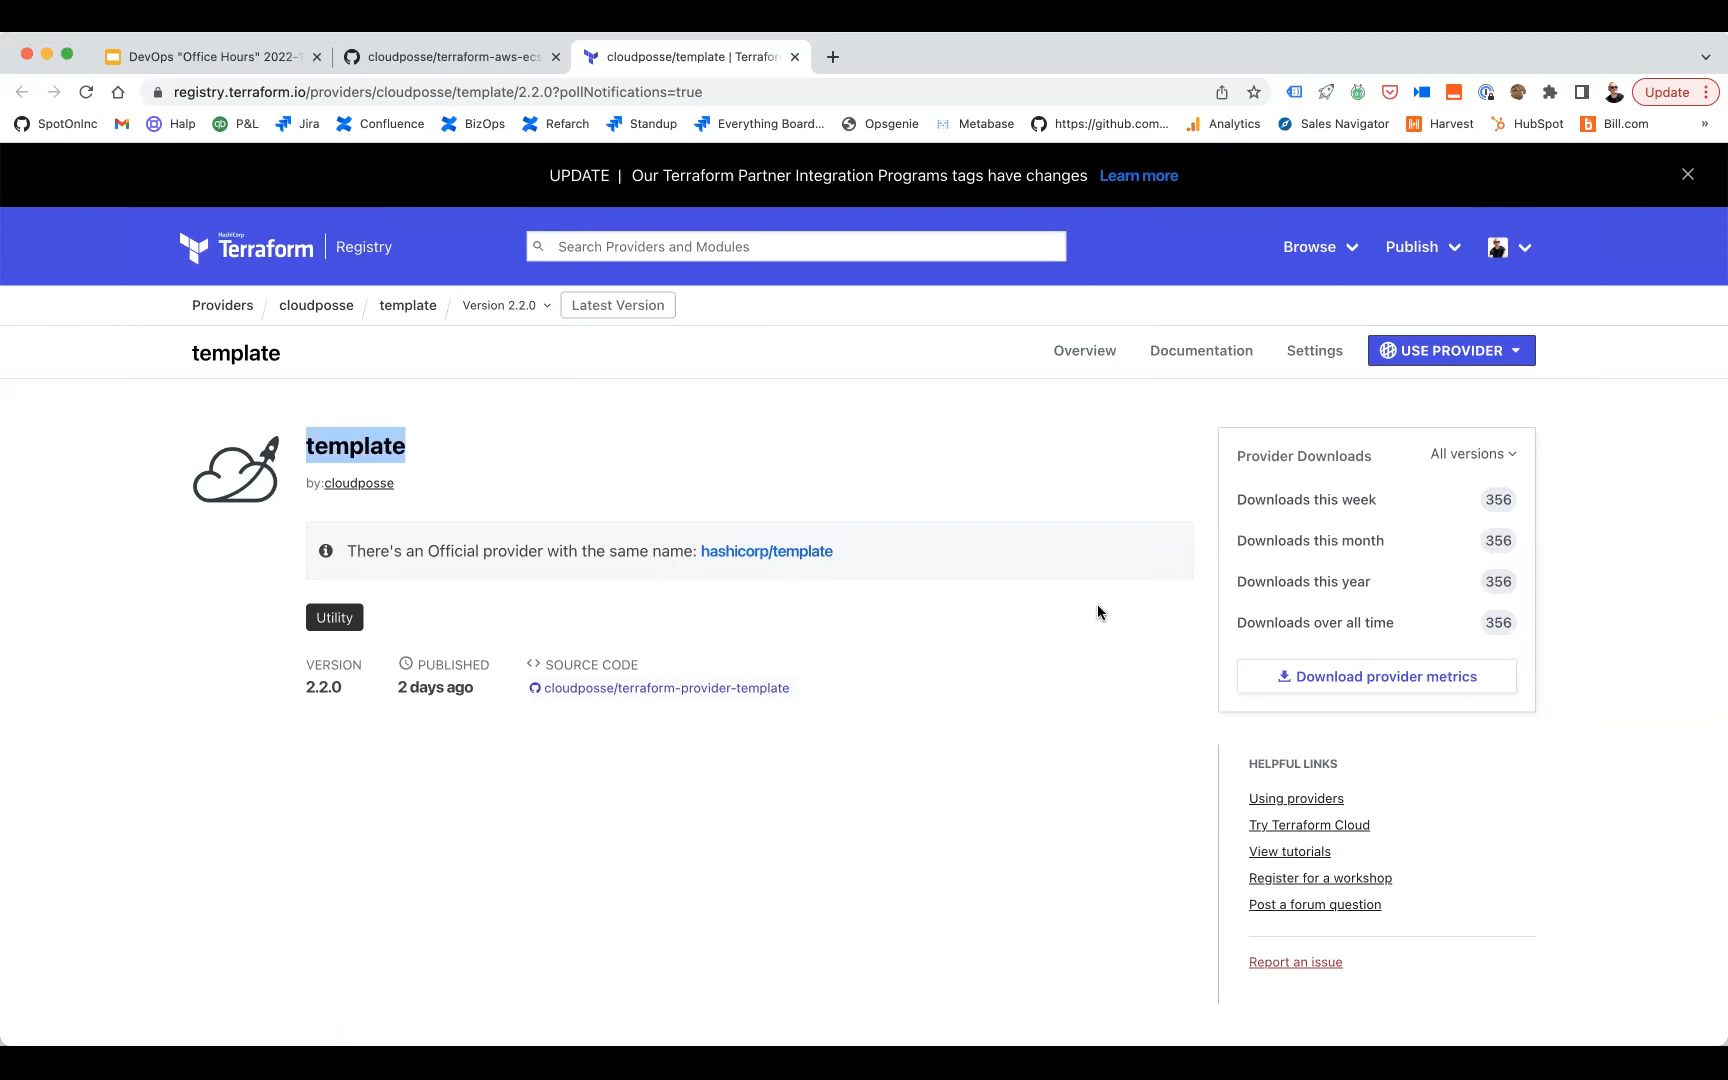 DevOps "Office Hours" 2022-
cloudposse/terraform-aws-ecs
cloudposse/template | Terrafor
registry.terraform.io/providers/cloudposse/template/2.2.0?pollNotifications=true
Update
SpotOnInc
Halp
P&L
Jira
Confluence
BizOps
Refarch
Standup
Everything Board...
Opsgenie
Metabase
https://github.com...
Analytics
Sales Navigator
Harvest
HubSpot
Bill.com
»
UPDATE | Our Terraform Partner Integration Programs tags have changes Learn more
HashiCorp
Terraform
Registry
Search Providers and Modules
Browse
Publish
Providers / cloudposse / template / Version 2.2.0
Latest Version
template
Overview
Documentation
Settings
USE PROVIDER
template
by:cloudposse
There's an Official provider with the same name: hashicorp/template
Utility
VERSION
2.2.0
PUBLISHED
2 days ago
SOURCE CODE
cloudposse/terraform-provider-template
Provider Downloads
All versions
Downloads this week 356
Downloads this month 356
Downloads this year 356
Downloads over all time 356
Download provider metrics
HELPFUL LINKS
Using providers
Try Terraform Cloud
View tutorials
Register for a workshop
Post a forum question
Report an issue